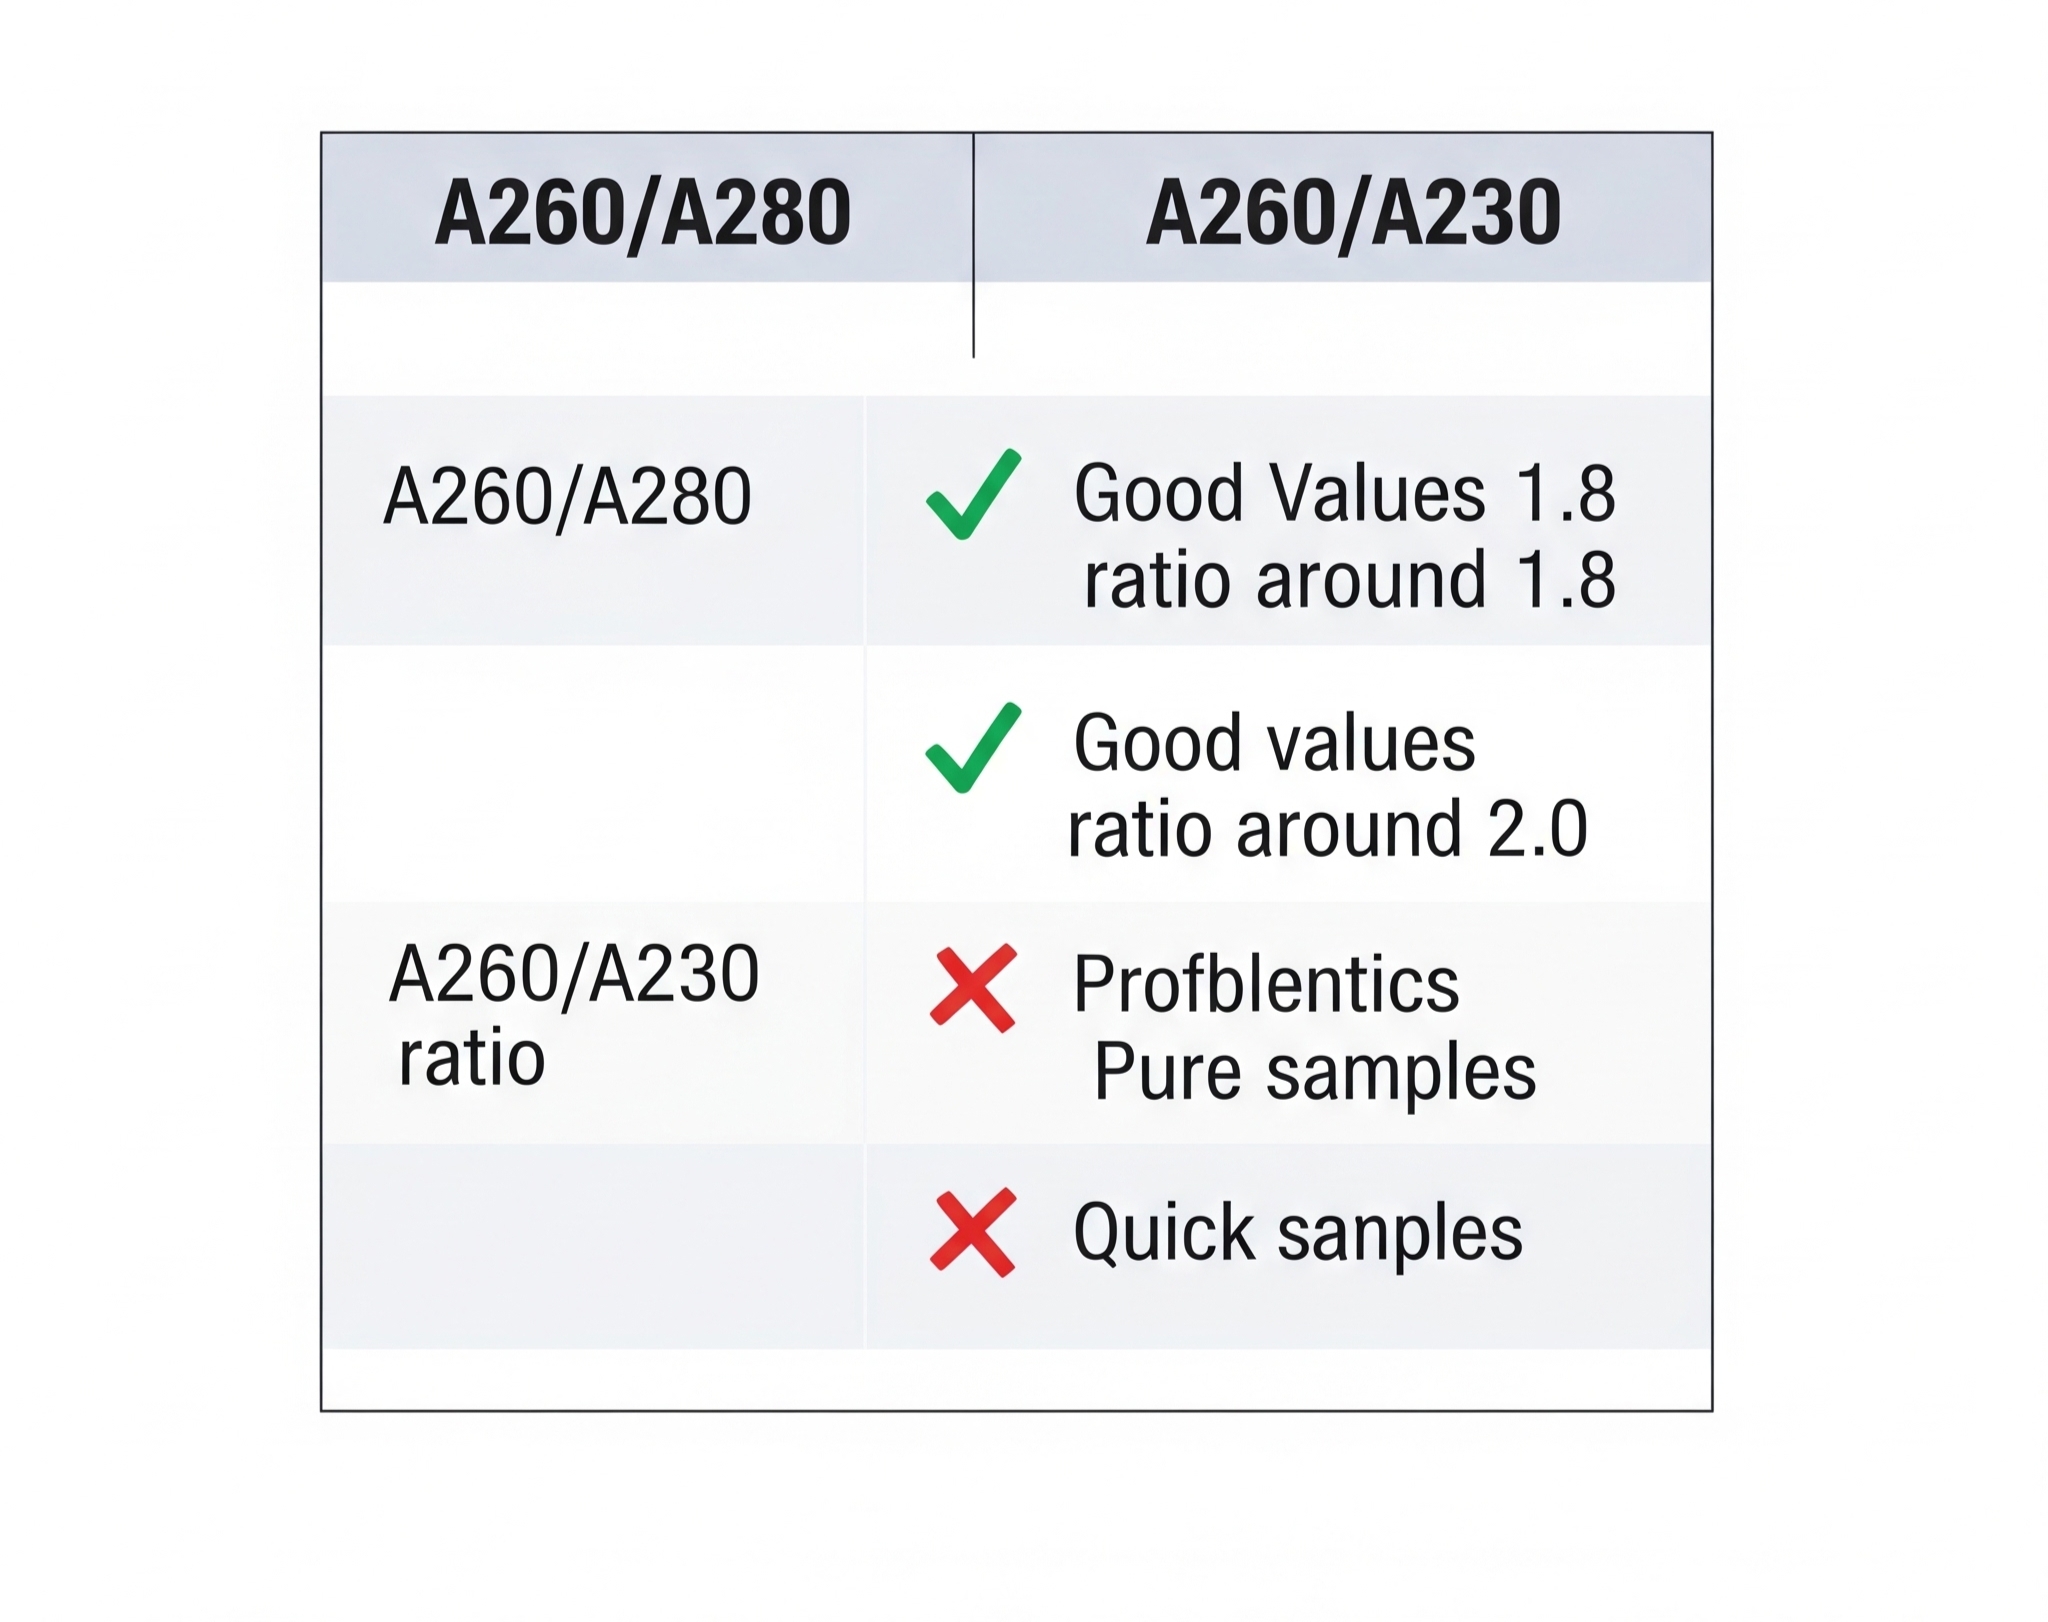 A260/A280 A260/A230
A260/A280
Good Values 1.8
ratio around 1.8
Good values
ratio around 2.0
A260/A230
ratio
Profblentics
Pure samples
Quick sanples